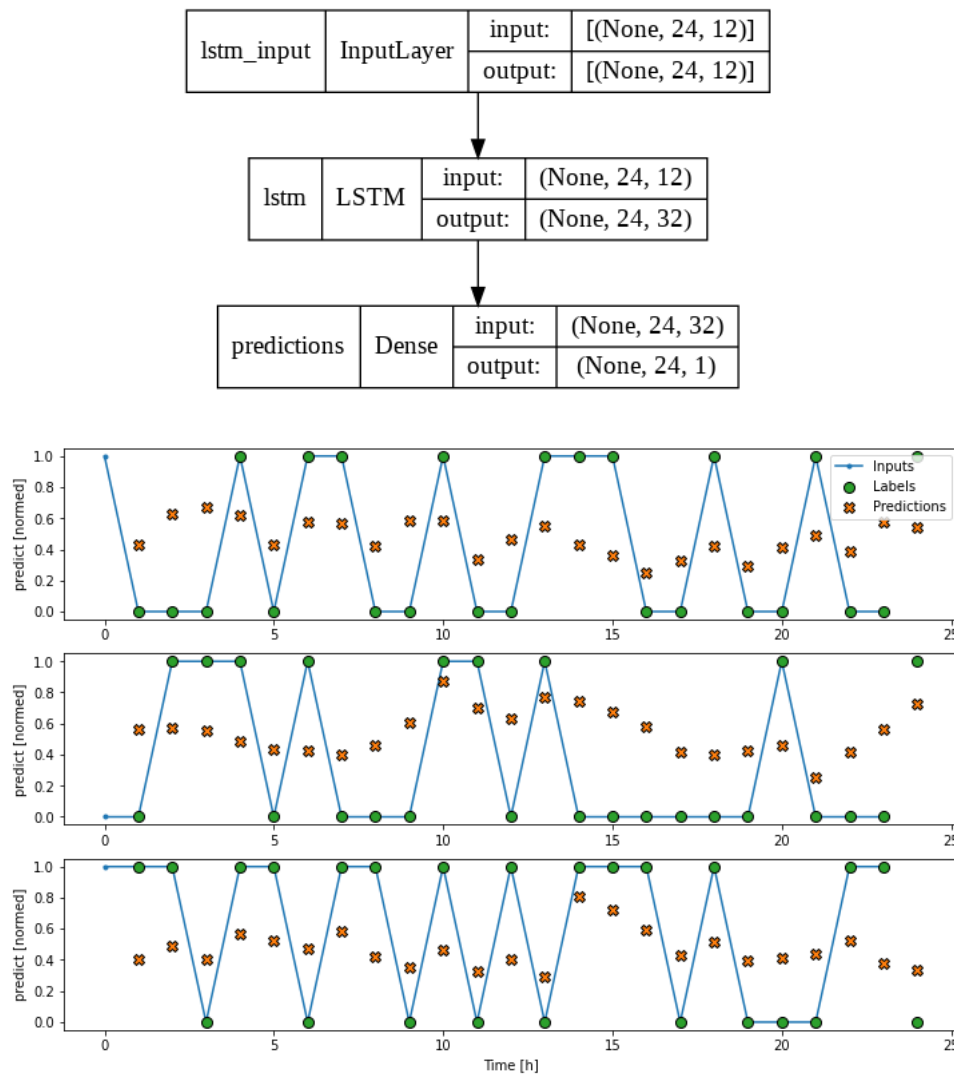 lstm_input InputLayer input: [(None, 24, 12)]
output: [(None, 24, 12)]
lstm LSTM input: (None, 24, 12)
output: (None, 24, 32)
predictions Dense input: (None, 24, 32)
output: (None, 24, 1)
predict [normed]
1.0
0.8
0.6
0.4
0.2
0.0
0 5 10 15 20 25
Inputs
Labels
Predictions
predict [normed]
1.0
0.8
0.6
0.4
0.2
0.0
0 5 10 15 20 25
predict [normed]
1.0
0.8
0.6
0.4
0.2
0.0
0 5 10 15 20 25
Time [h]